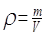 ρ = m/V